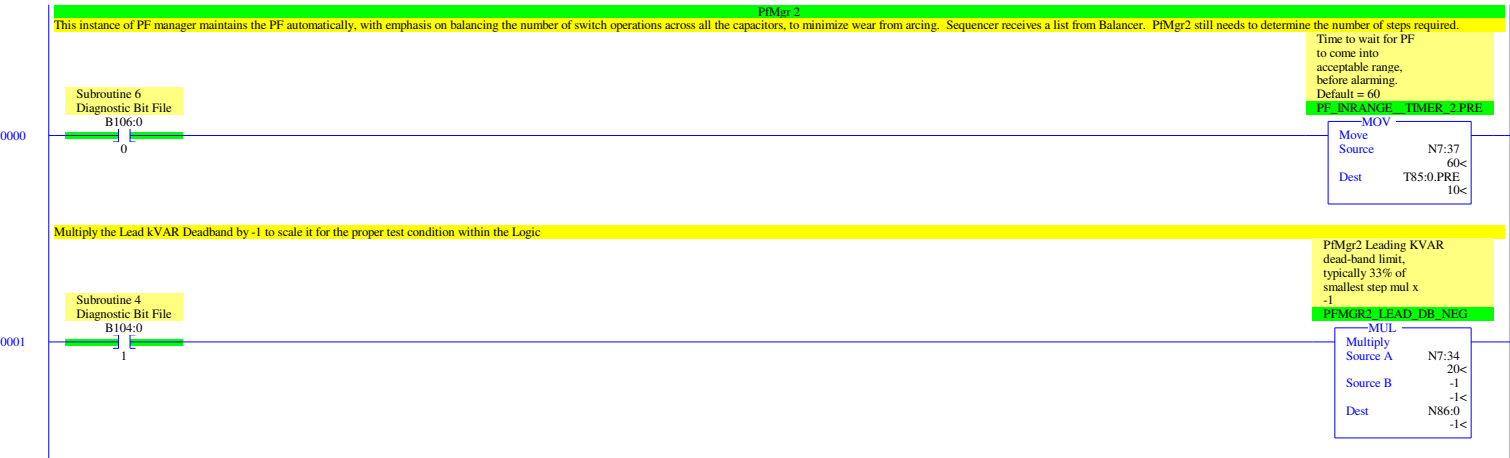 PfMgr 2
This instance of PF manager maintains the PF automatically, with emphasis on balancing the number of switch operations across all the capacitors, to minimize wear from arcing. Sequencer receives a list from Balancer. PfMgr2 still needs to determine the number of steps required.
Time to wait for PF
to come into
acceptable range,
before alarming.
Default = 60
PF_INRANGE__TIMER_2.PRE
Subroutine 6
Diagnostic Bit File
B106:0
0
0000
MOV
Move
Source N7:37
60<
Dest T85:0.PRE
10<
Multiply the Lead kVAR Deadband by -1 to scale it for the proper test condition within the Logic
PfMgr2 Leading KVAR
dead-band limit,
typically 33% of
smallest step mul x
-1
PFMGR2_LEAD_DB_NEG
Subroutine 4
Diagnostic Bit File
B104:0
1
0001
MUL
Multiply
Source A N7:34
20<
Source B -1
-1<
Dest N86:0
-1<